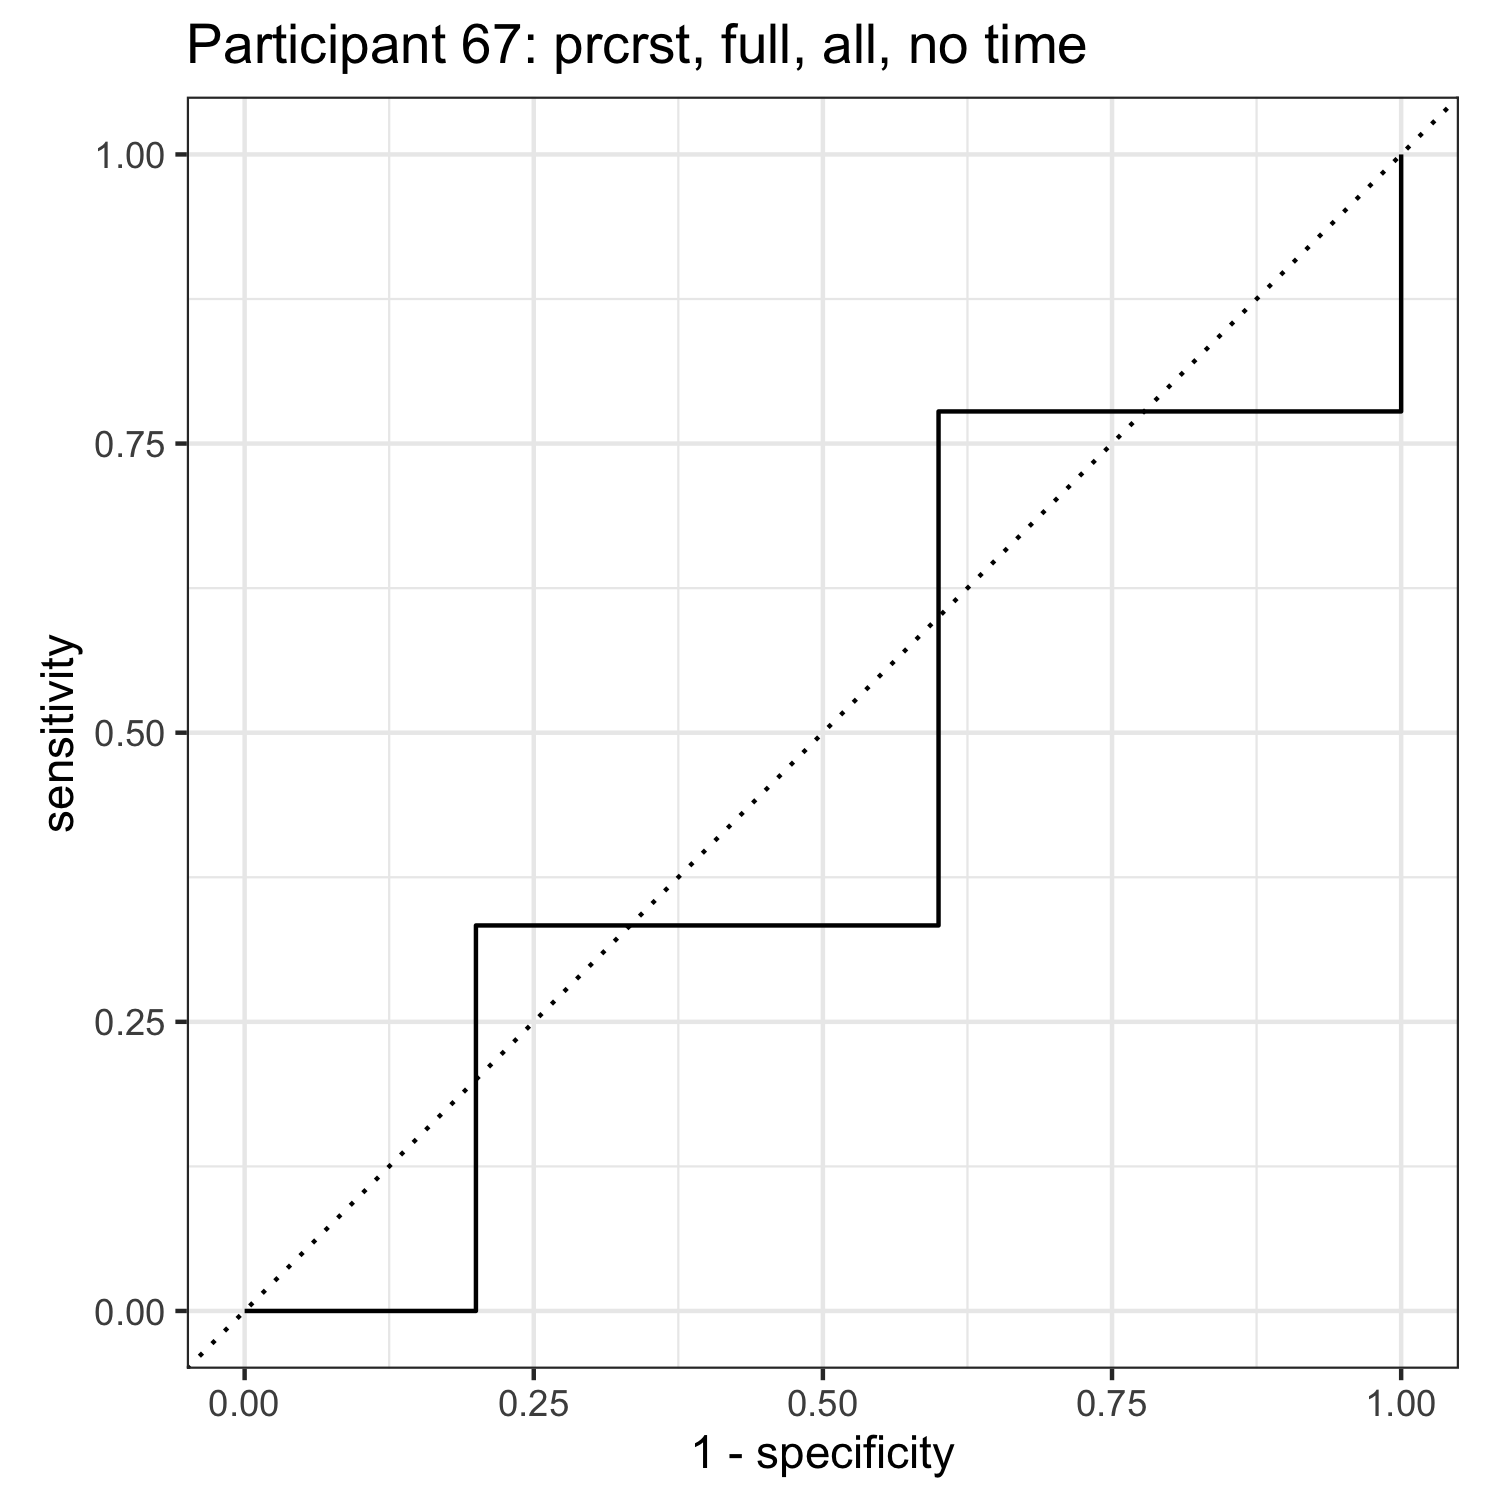 Participant 67: prcrst, full, all, no time
sensitivity
1.00
0.75
0.50
0.25
0.00
0.00 0.25 0.50 0.75 1.00
1 - specificity